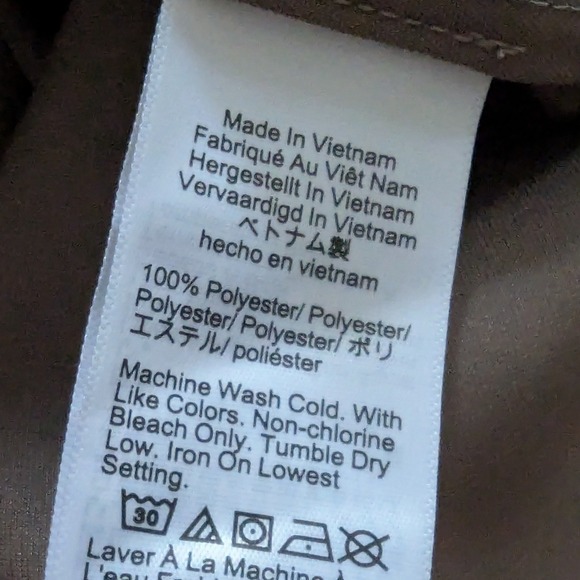 Made In Vietnam
Fabriqué Au Viêt Nam
Hergestellt In Vietnam
Vervaardigd In Vietnam
ベトナム製
hecho en vietnam
100% Polyester/ Polyester/
Polyester/ Polyester/ ポリ
エステル/ poliéster
Machine Wash Cold. With
Like Colors. Non-chlorine
Bleach Only. Tumble Dry
Low. Iron On Lowest
Setting.
30
Laver À La Machine À
L'eau